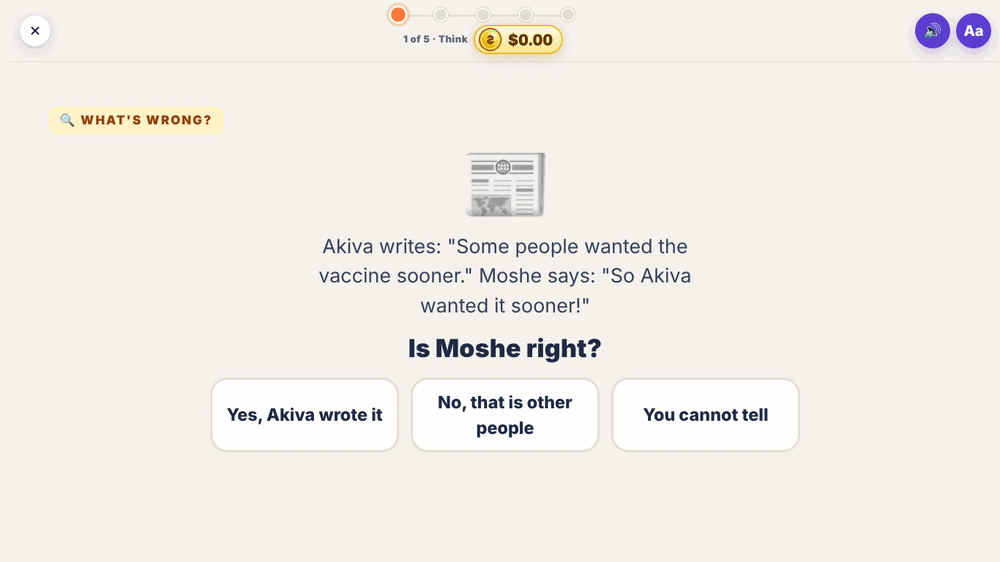 1 of 5 · Think
$0.00
Aa
WHAT'S WRONG?
Akiva writes: "Some people wanted the
vaccine sooner." Moshe says: "So Akiva
wanted it sooner!"
Is Moshe right?
Yes, Akiva wrote it
No, that is other
people
You cannot tell